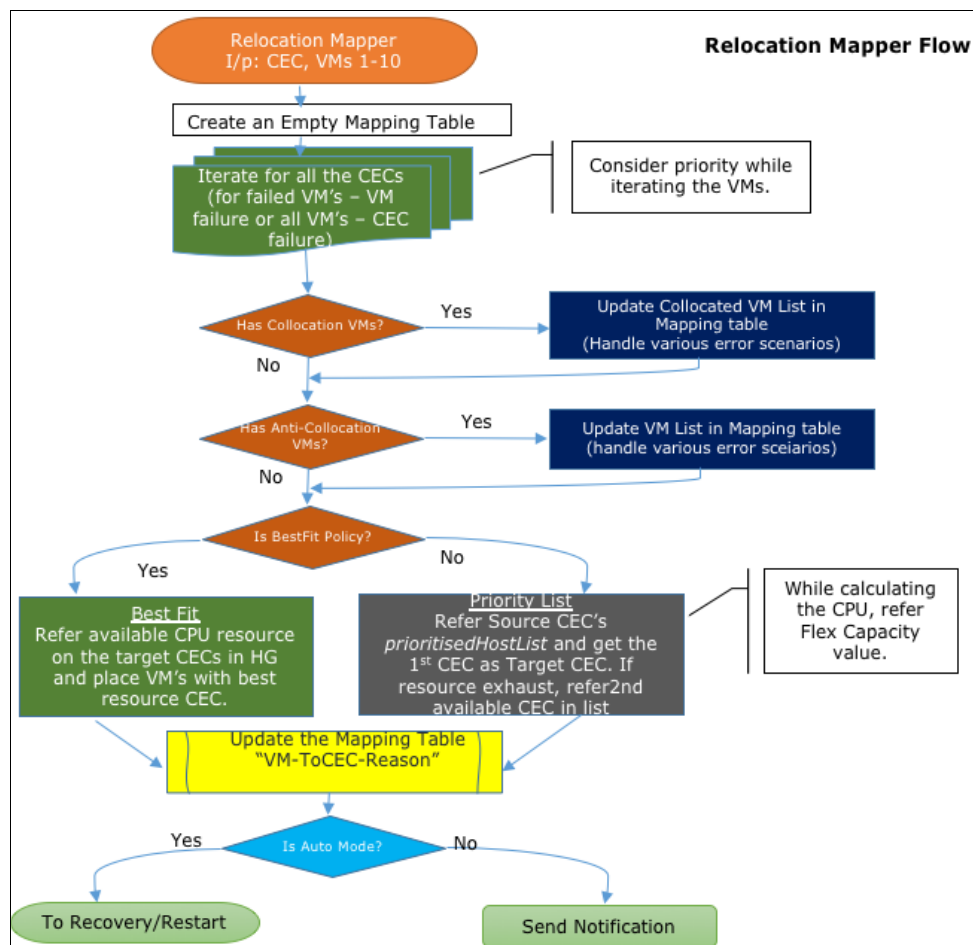 Relocation Mapper
I/p: CEC, VMs 1-10
Relocation Mapper Flow
Create an Empty Mapping Table
Iterate for all the CECs
(for failed VM's – VM
failure or all VM's – CEC
failure)
Consider priority while
iterating the VMs.
Has Collocation VMs?
Yes
Update Collocated VM List in
Mapping table
(Handle various error scenarios)
No
Has Anti-Collocation
VMs?
Yes
Update VM List in Mapping table
(handle various error sceiarios)
No
Is BestFit Policy?
Yes
No
Best Fit
Refer available CPU resource
on the target CECs in HG
and place VM's with best
resource CEC.
Priority List
Refer Source CEC's
prioritisedHostList and get the
1st CEC as Target CEC. If
resource exhaust, refer2nd
available CEC in list
While calculating
the CPU, refer
Flex Capacity
value.
Update the Mapping Table
“VM-ToCEC-Reason”
Is Auto Mode?
Yes
No
To Recovery/Restart
Send Notification